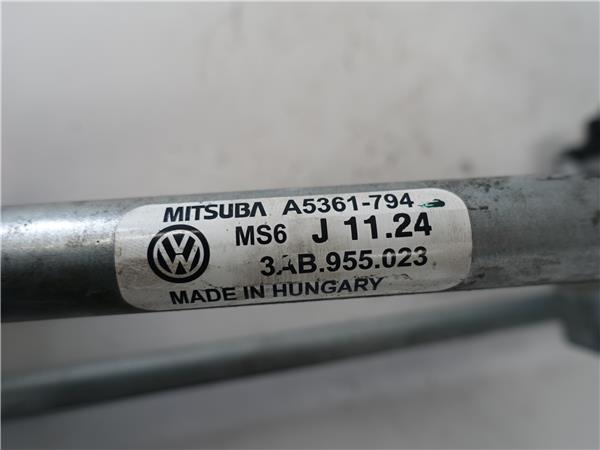 MITSUBA A5361-794
MS6 J 11.24
3AB.955.023
MADE IN HUNGARY